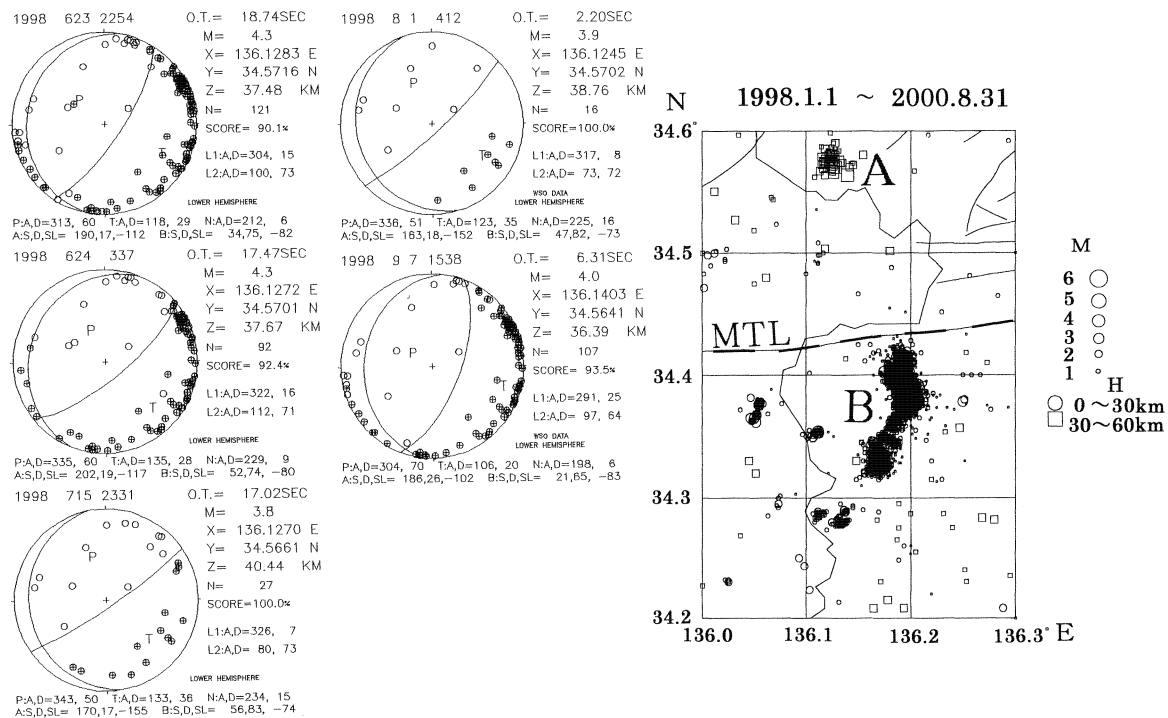 1998 623 2254 O.T.= 18.74SEC
M= 4.3
X= 136.1283 E
Y= 34.5716 N
Z= 37.48 KM
N= 121
SCORE= 90.1%
L1:A,D=304, 15
L2:A,D=100, 73
LOWER HEMISPHERE
P
T
P:A,D=313, 60 T:A,D=118, 29 N:A,D=212, 6
A:S,D,SL= 190,17,-112 B:S,D,SL= 34,75, -82
1998 8 1 412 O.T.= 2.20SEC
M= 3.9
X= 136.1245 E
Y= 34.5702 N
Z= 38.76 KM
N= 16
SCORE=100.0%
L1:A,D=317, 8
L2:A,D= 73, 72
WSO DATA
LOWER HEMISPHERE
P
T
P:A,D=336, 51 T:A,D=123, 35 N:A,D=225, 16
A:S,D,SL= 163,18,-152 B:S,D,SL= 47,82, -73
1998 624 337 O.T.= 17.47SEC
M= 4.3
X= 136.1272 E
Y= 34.5701 N
Z= 37.67 KM
N= 92
SCORE= 92.4%
L1:A,D=322, 16
L2:A,D=112, 71
LOWER HEMISPHERE
P
T
P:A,D=335, 60 T:A,D=135, 28 N:A,D=229, 9
A:S,D,SL= 202,19,-117 B:S,D,SL= 52,74, -80
1998 9 7 1538 O.T.= 6.31SEC
M= 4.0
X= 136.1403 E
Y= 34.5641 N
Z= 36.39 KM
N= 107
SCORE= 93.5%
L1:A,D=291, 25
L2:A,D= 97, 64
WSO DATA
LOWER HEMISPHERE
P
T
P:A,D=304, 70 T:A,D=106, 20 N:A,D=198, 6
A:S,D,SL= 186,26,-102 B:S,D,SL= 21,65, -83
1998 715 2331 O.T.= 17.02SEC
M= 3.8
X= 136.1270 E
Y= 34.5661 N
Z= 40.44 KM
N= 27
SCORE=100.0%
L1:A,D=326, 7
L2:A,D= 80, 73
LOWER HEMISPHERE
P
T
P:A,D=343, 50 T:A,D=133, 36 N:A,D=234, 15
A:S,D,SL= 170,17,-155 B:S,D,SL= 56,83, -74
N 1998.1.1 ~ 2000.8.31
34.6°
A
34.5
MTL
34.4
B
34.3
34.2
136.0 136.1 136.2 136.3° E
M
6
5
4
3
2
1
H
0~30km
30~60km